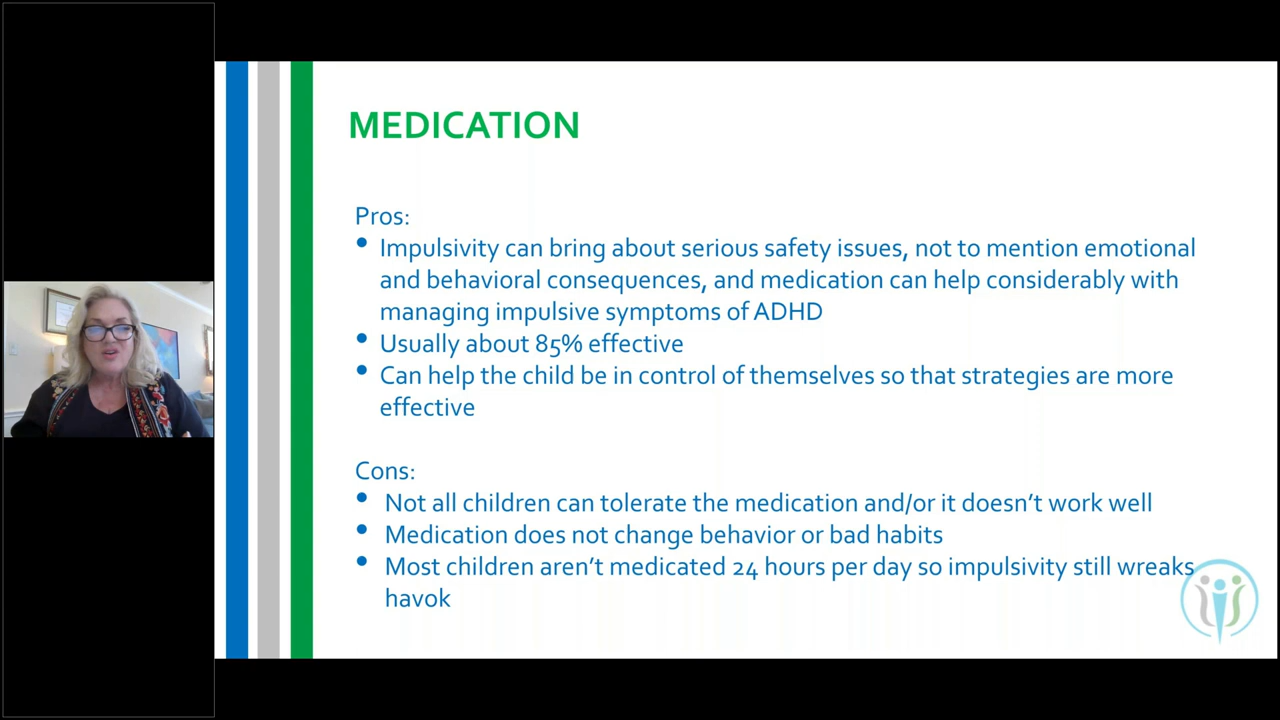 MEDICATION
Pros:
• Impulsivity can bring about serious safety issues, not to mention emotional
and behavioral consequences, and medication can help considerably with
managing impulsive symptoms of ADHD
• Usually about 85% effective
• Can help the child be in control of themselves so that strategies are more
effective
Cons:
• Not all children can tolerate the medication and/or it doesn't work well
• Medication does not change behavior or bad habits
• Most children aren't medicated 24 hours per day so impulsivity still wreaks
havok